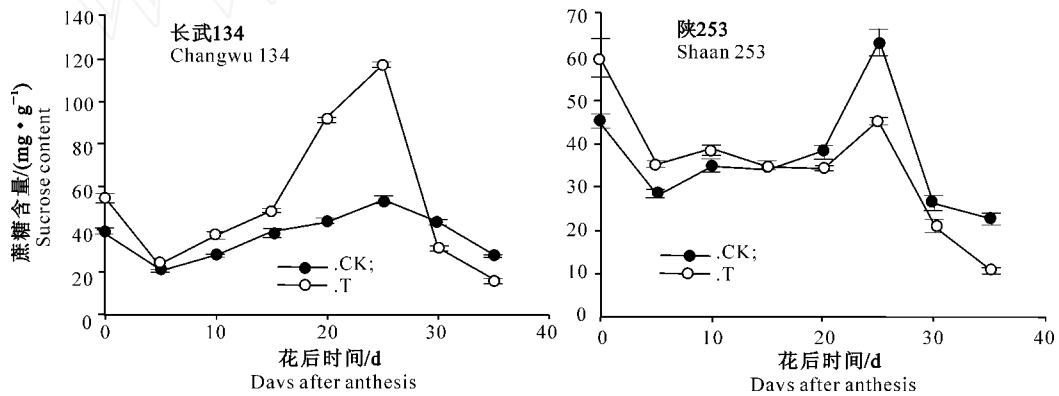 长武134
Changwu 134
蔗糖含量/(mg·g⁻¹)
Sucrose content
140
120
100
80
60
40
20
0
.CK;
.T
0 10 20 30 40
花后时间/d
Davs after anthesis
陕253
Shaan 253
70
60
50
40
30
20
10
0
.CK;
.T
0 10 20 30 40
花后时间/d
Davs after anthesis